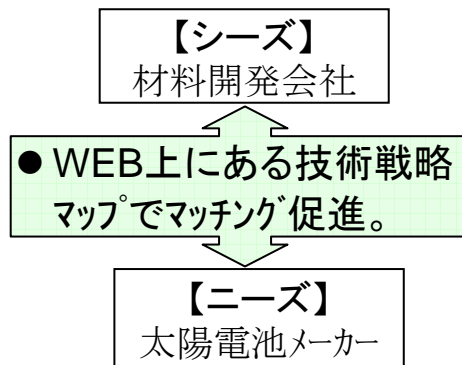 【シーズ】
材料開発会社
● WEB上にある技術戦略
ﾏｯﾌﾟでﾏｯﾁﾝｸﾞ促進。
【ニーズ】
太陽電池ﾒｰｶｰ